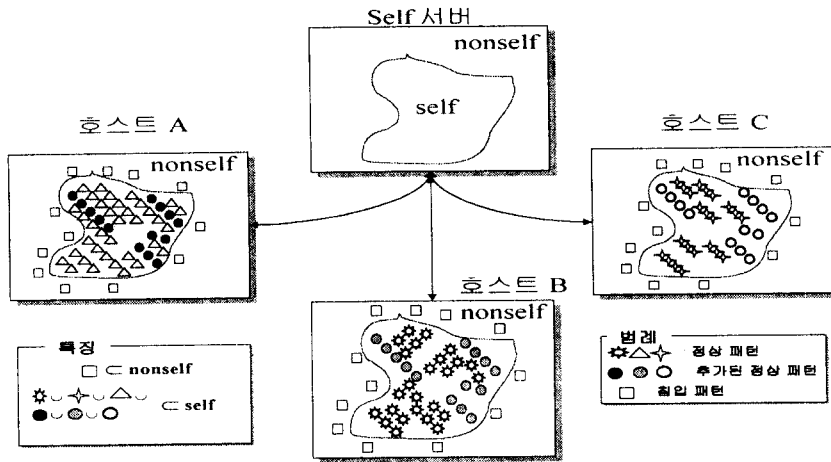 Self 서버
nonself
self
호스트 A
nonself
호스트 C
nonself
호스트 B
nonself
특징
⊂ nonself
⊂ self
범례
정상 패턴
추가된 정상 패턴
침입 패턴